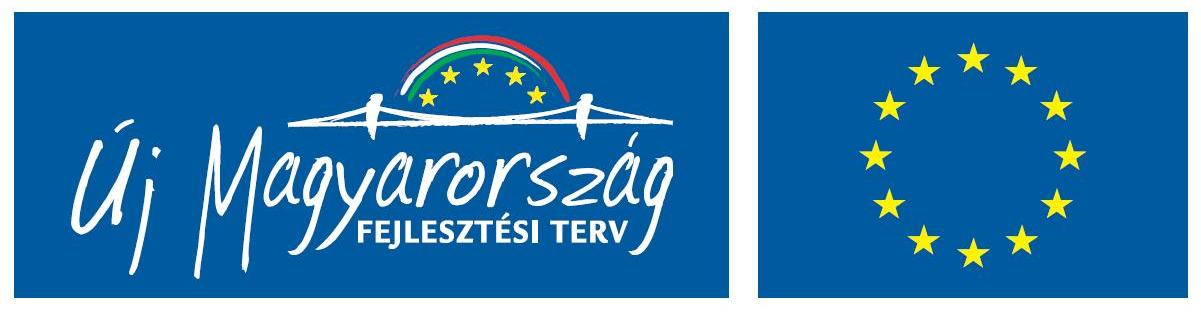 Új Magyarország
FEJLESZTÉSI TERV